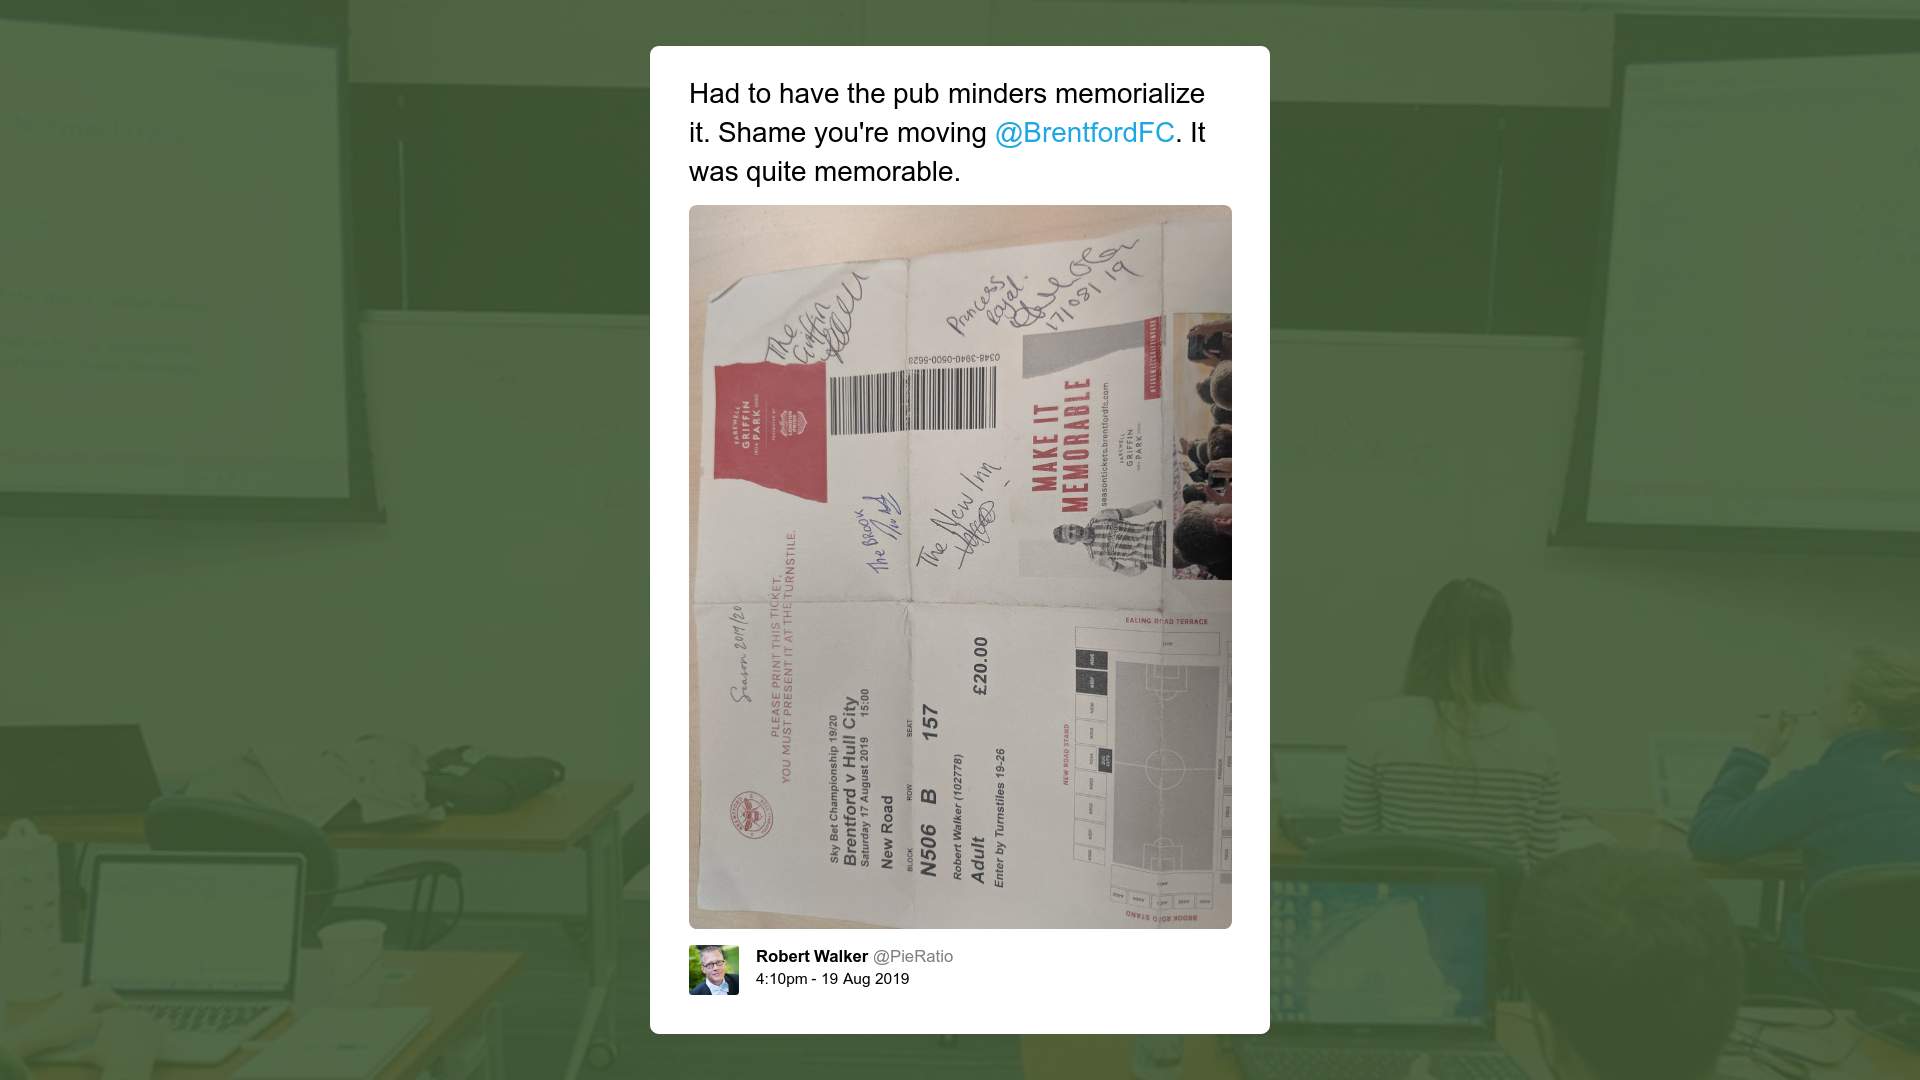 Had to have the pub minders memorialize
it. Shame you're moving @BrentfordFC. It
was quite memorable.
The
Griffin
Princess
Royal.
17/08/19
FAREWELL
GRIFFIN
PARK
0348-3940-0500-5623
MAKE IT
MEMORABLE
seasontickets.brentfordfc.com
FAREWELL
GRIFFIN
PARK
The Brook
The New Inn
Season 2019/20
PLEASE PRINT THIS TICKET.
YOU MUST PRESENT IT AT THE TURNSTILE.
Sky Bet Championship 19/20
Brentford v Hull City
Saturday 17 August 2019 15:00
New Road
BLOCK ROW SEAT
N506 B 157
Robert Walker (102778)
Adult £20.00
Enter by Turnstiles 19-26
EALING ROAD TERRACE
NEW ROAD STAND
BROOK ROAD STAND
Robert Walker @PieRatio
4:10pm - 19 Aug 2019